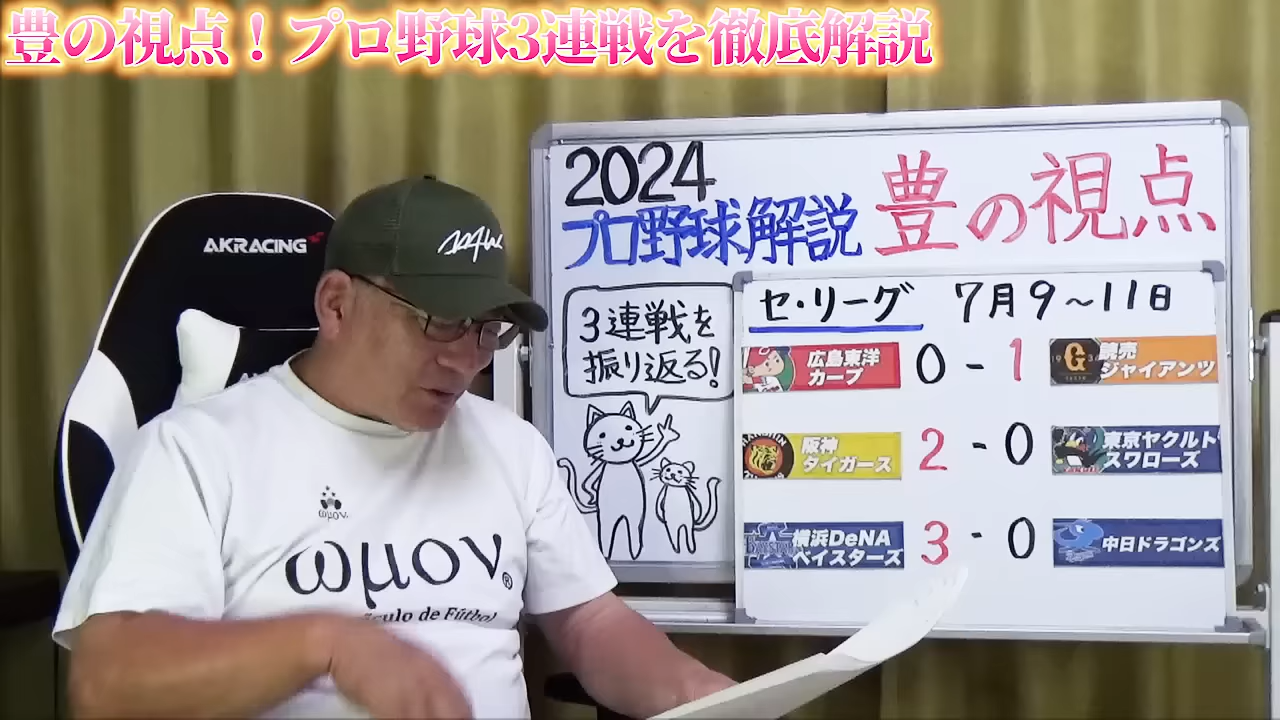 豊の視点！プロ野球3連戦を徹底解説
AKRACING
2024
プロ野球解説 豊の視点
3連戦を
振り返る!
セ・リーグ 7月9～11日
広島東洋
カープ
0 - 1
読売
ジャイアンツ
阪神
タイガース
2 - 0
東京ヤクルト
スワローズ
横浜DeNA
ベイスターズ
3 - 0
中日ドラゴンズ
ωμον.
ωμον®
de Fútbol